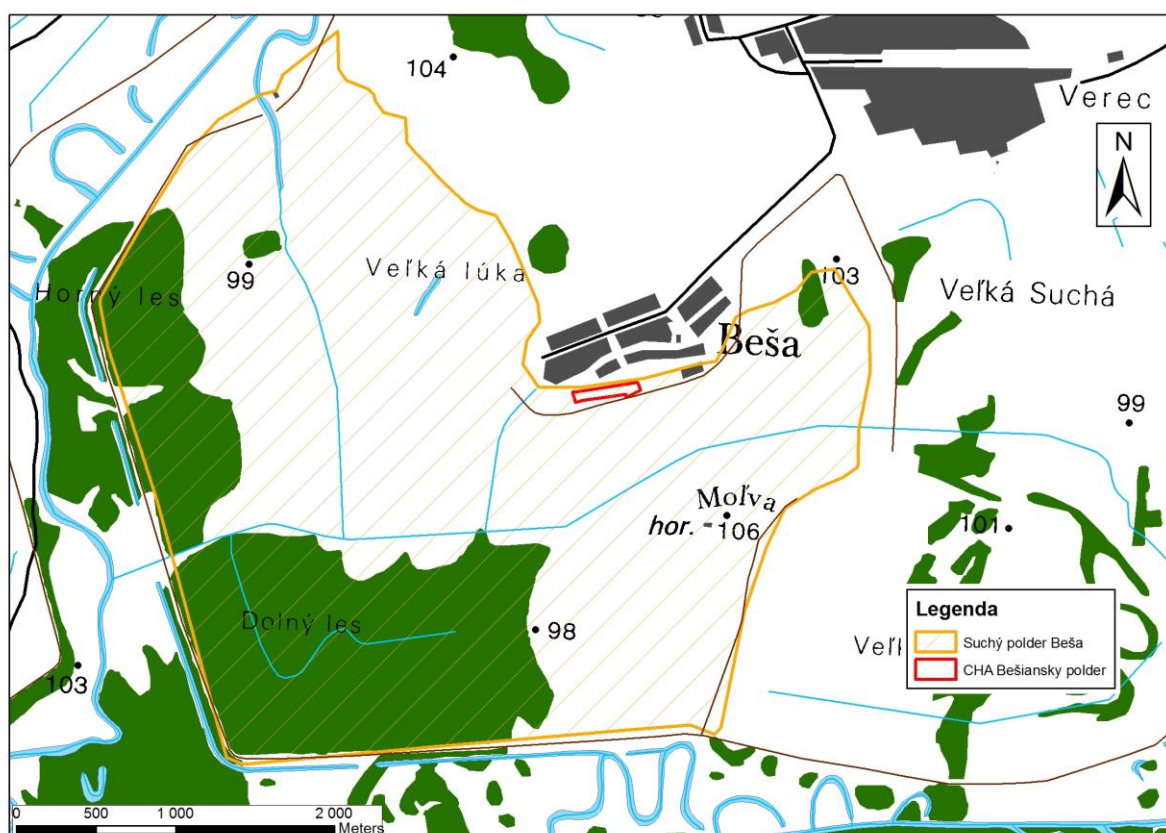 104
Verec
N
103
99
Veľká lúka
Horný les
Veľká Suchá
Beša
99
Moľva
hor. - 106
101
Legenda
Suchý polder Beša
CHA Bešiansky polder
Dolný les
98
Veľ
103
0 500 1 000 2 000
Meters